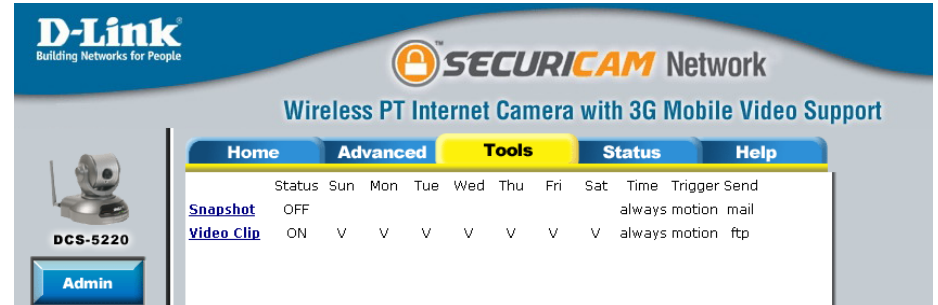 D-Link®
Building Networks for People
SECURICAM™ Network
Wireless PT Internet Camera with 3G Mobile Video Support
Home Advanced Tools Status Help
Status Sun Mon Tue Wed Thu Fri Sat Time Trigger Send
Snapshot OFF always motion mail
Video Clip ON V V V V V V V always motion ftp
DCS-5220
Admin